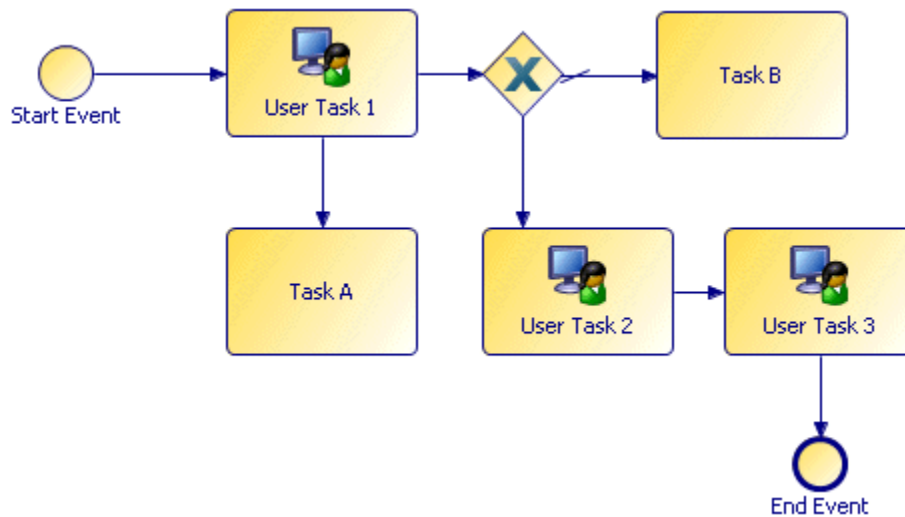 Start Event
User Task 1
Task B
Task A
User Task 2
User Task 3
End Event